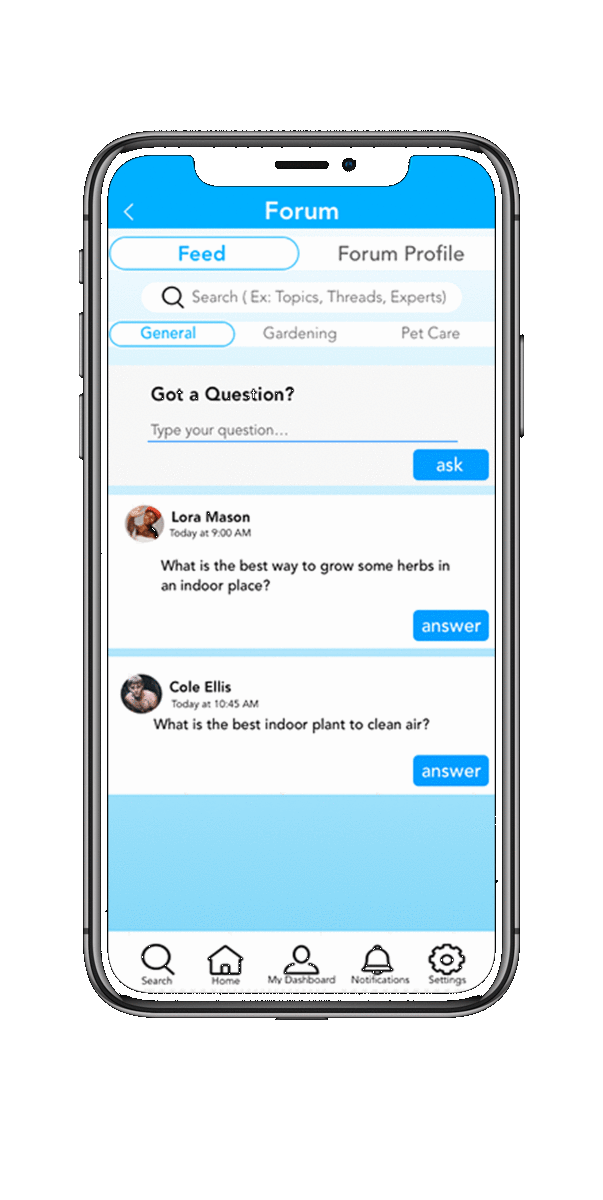 Forum
Feed
Forum Profile
Search ( Ex: Topics, Threads, Experts)
General
Gardening
Pet Care
Got a Question?
Type your question...
ask
Lora Mason
Today at 9:00 AM
What is the best way to grow some herbs in
an indoor place?
answer
Cole Ellis
Today at 10:45 AM
What is the best indoor plant to clean air?
answer
Search
Home
My Dashboard
Notifications
Settings